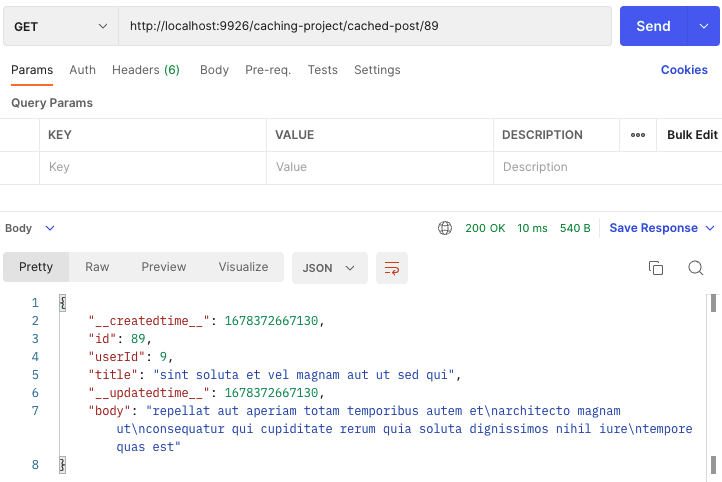 GET http://localhost:9926/caching-project/cached-post/89 Send
Params Auth Headers (6) Body Pre-req. Tests Settings Cookies
Query Params
KEY VALUE DESCRIPTION ••• Bulk Edit
Key Value Description
Body 200 OK 10 ms 540 B Save Response
Pretty Raw Preview Visualize JSON
1 {
2 "__createdtime__": 1678372667130,
3 "id": 89,
4 "userId": 9,
5 "title": "sint soluta et vel magnam aut ut sed qui",
6 "__updatedtime__": 1678372667130,
7 "body": "repellat aut aperiam totam temporibus autem et\narchitecto magnam
ut\nconsequatur qui cupiditate rerum quia soluta dignissimos nihil iure\ntempore
quas est"
8 }